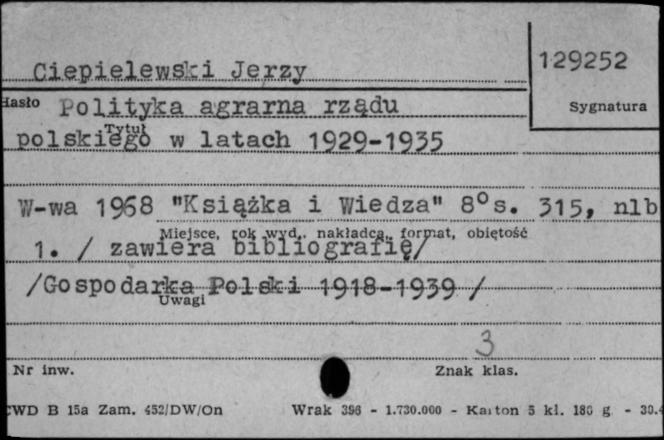 Ciepielewski Jerzy
129252
Hasło
Sygnatura
Polityka agrarna rządu
Tytuł
polskiego w latach 1929-1935
W-wa 1968 "Książka i Wiedza" 8° s. 315, nlb
Miejsce, rok wyd., nakładca, format, objętość
1. / zawiera bibliografię/
/Gospodarka Polski 1918-1939 /
Uwagi
3
Nr inw.
Znak klas.
CWD B 15a Zam. 452/DW/On
Wrak 396 - 1.730.000 - Karton 5 kl. 180 g - 30.4